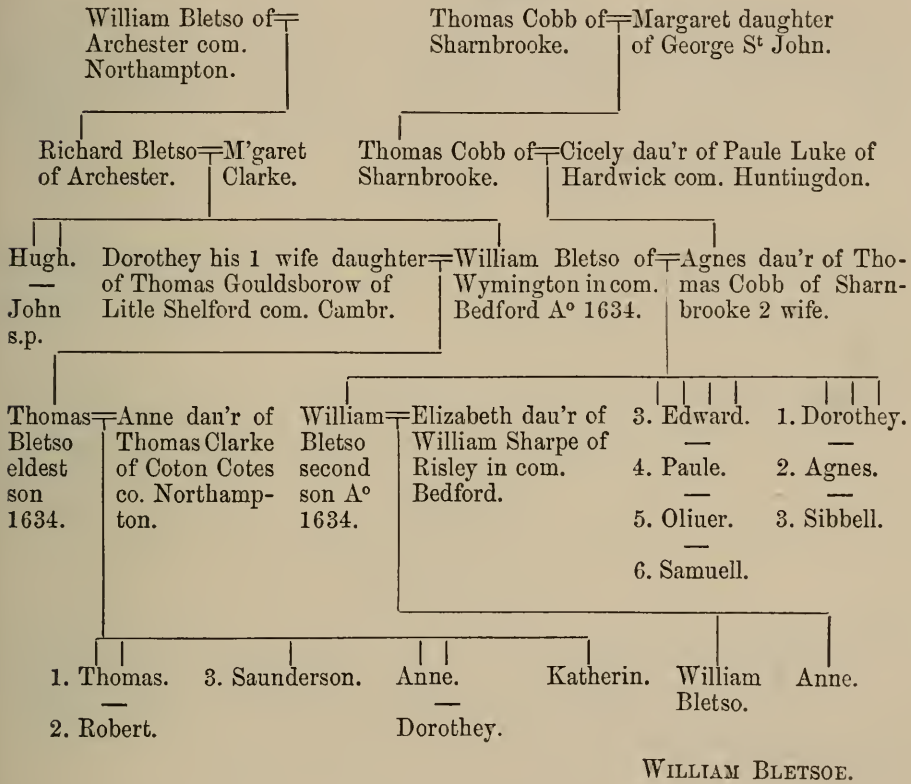 William Bletso of
Archester com.
Northampton.
Thomas Cobb of
Sharnbrooke.
Margaret daughter
of George Sᵗ John.
Richard Bletso
of Archester.
M'garet
Clarke.
Thomas Cobb of
Sharnbrooke.
Cicely dau'r of Paule Luke of
Hardwick com. Huntingdon.
Hugh.
—
John
s.p.
Dorothey his 1 wife daughter
of Thomas Gouldsborow of
Litle Shelford com. Cambr.
William Bletso of
Wymington in com.
Bedford Aº 1634.
Agnes dau'r of Tho-
mas Cobb of Sharn-
brooke 2 wife.
Thomas
Bletso
eldest
son
1634.
Anne dau'r of
Thomas Clarke
of Coton Cotes
co. Northamp-
ton.
William
Bletso
second
son Aº
1634.
Elizabeth dau'r of
William Sharpe of
Risley in com.
Bedford.
3. Edward.
—
4. Paule.
—
5. Oliuer.
—
6. Samuell.
1. Dorothey.
—
2. Agnes.
—
3. Sibbell.
1. Thomas.
—
2. Robert.
3. Saunderson.
Anne.
—
Dorothey.
Katherin.
William
Bletso.
Anne.
WILLIAM BLETSOE.